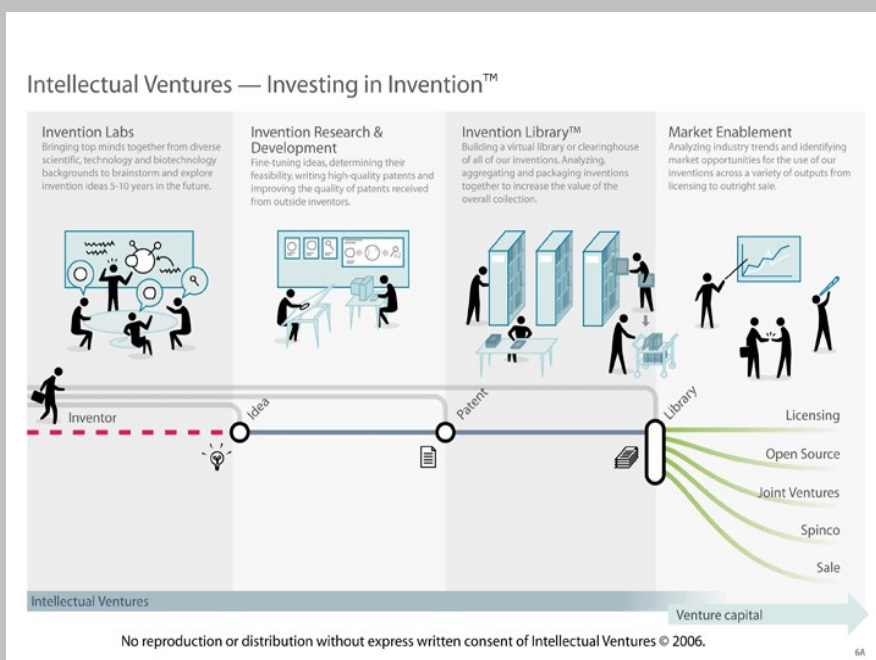 Intellectual Ventures — Investing in Invention™
Invention Labs
Bringing top minds together from diverse
scientific, technology and biotechnology
backgrounds to brainstorm and explore
invention ideas 5-10 years in the future.
Invention Research &
Development
Fine-tuning ideas, determining their
feasibility, writing high-quality patents and
improving the quality of patents received
from outside inventors.
Invention Library™
Building a virtual library or clearinghouse
of all of our inventions. Analyzing,
aggregating and packaging inventions
together to increase the value of the
overall collection.
Market Enablement
Analyzing industry trends and identifying
market opportunities for the use of our
inventions across a variety of outputs from
licensing to outright sale.
Inventor
Idea
Patent
Library
Licensing
Open Source
Joint Ventures
Spinco
Sale
Intellectual Ventures
Venture capital
No reproduction or distribution without express written consent of Intellectual Ventures © 2006.
6A